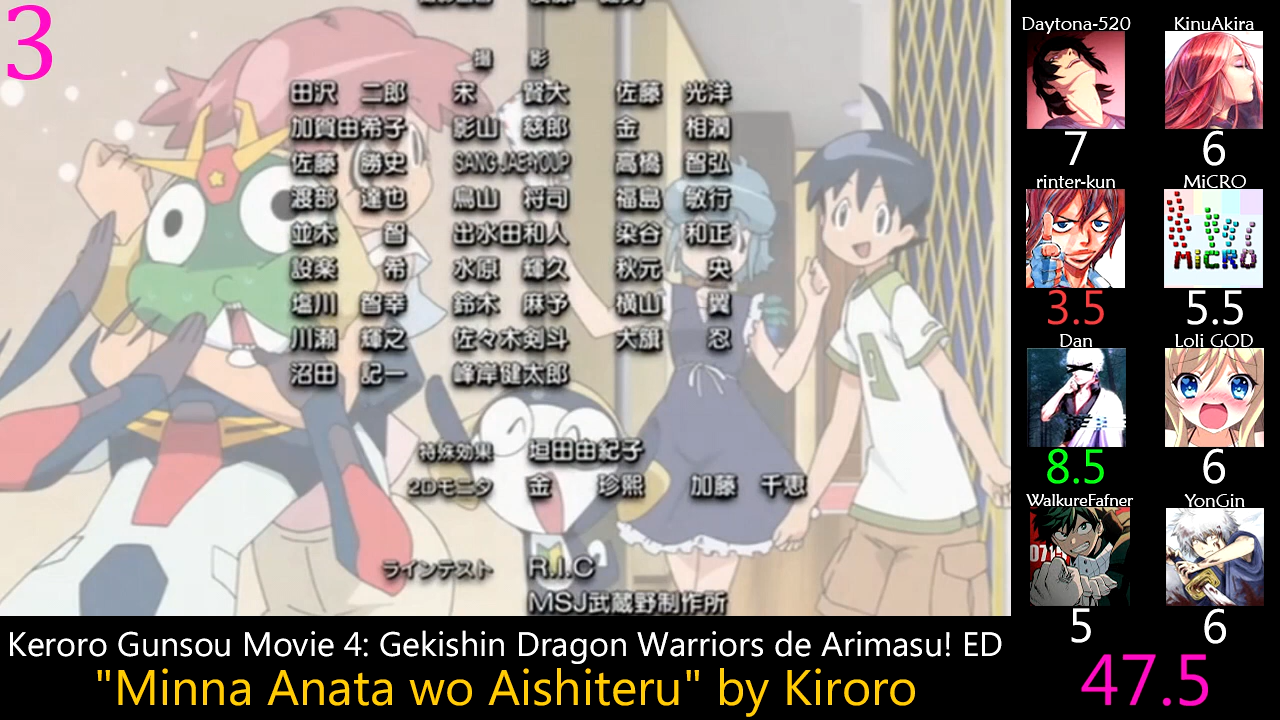 3
撮 影
田沢 二郎 宋 賢大 佐藤 光洋
加賀由希子 影山 慈郎 金 相潤
佐藤 勝史 SANG JAE-YOUP 高橋 智弘
渡部 達也 鳥山 将司 福島 敏行
並木 智 出水田和人 染谷 和正
設楽 希 水原 輝久 秋元 央
塩川 智幸 鈴木 麻予 横山 翼
川瀬 輝之 佐々木剣斗 大籏 忍
沼田 記一 峰岸健太郎
特殊効果 垣田由紀子
2Dモニタ 金 珍熙 加藤 千恵
ラインテスト R.I.C
MSJ武蔵野制作所
Keroro Gunsou Movie 4: Gekishin Dragon Warriors de Arimasu! ED
"Minna Anata wo Aishiteru" by Kiroro
Daytona-520 KinuAkira
7 6
rinter-kun MiCRO
MiCRO
3.5 5.5
Dan Loli GOD
8.5 6
WalkureFafner YonGin
5 6
47.5